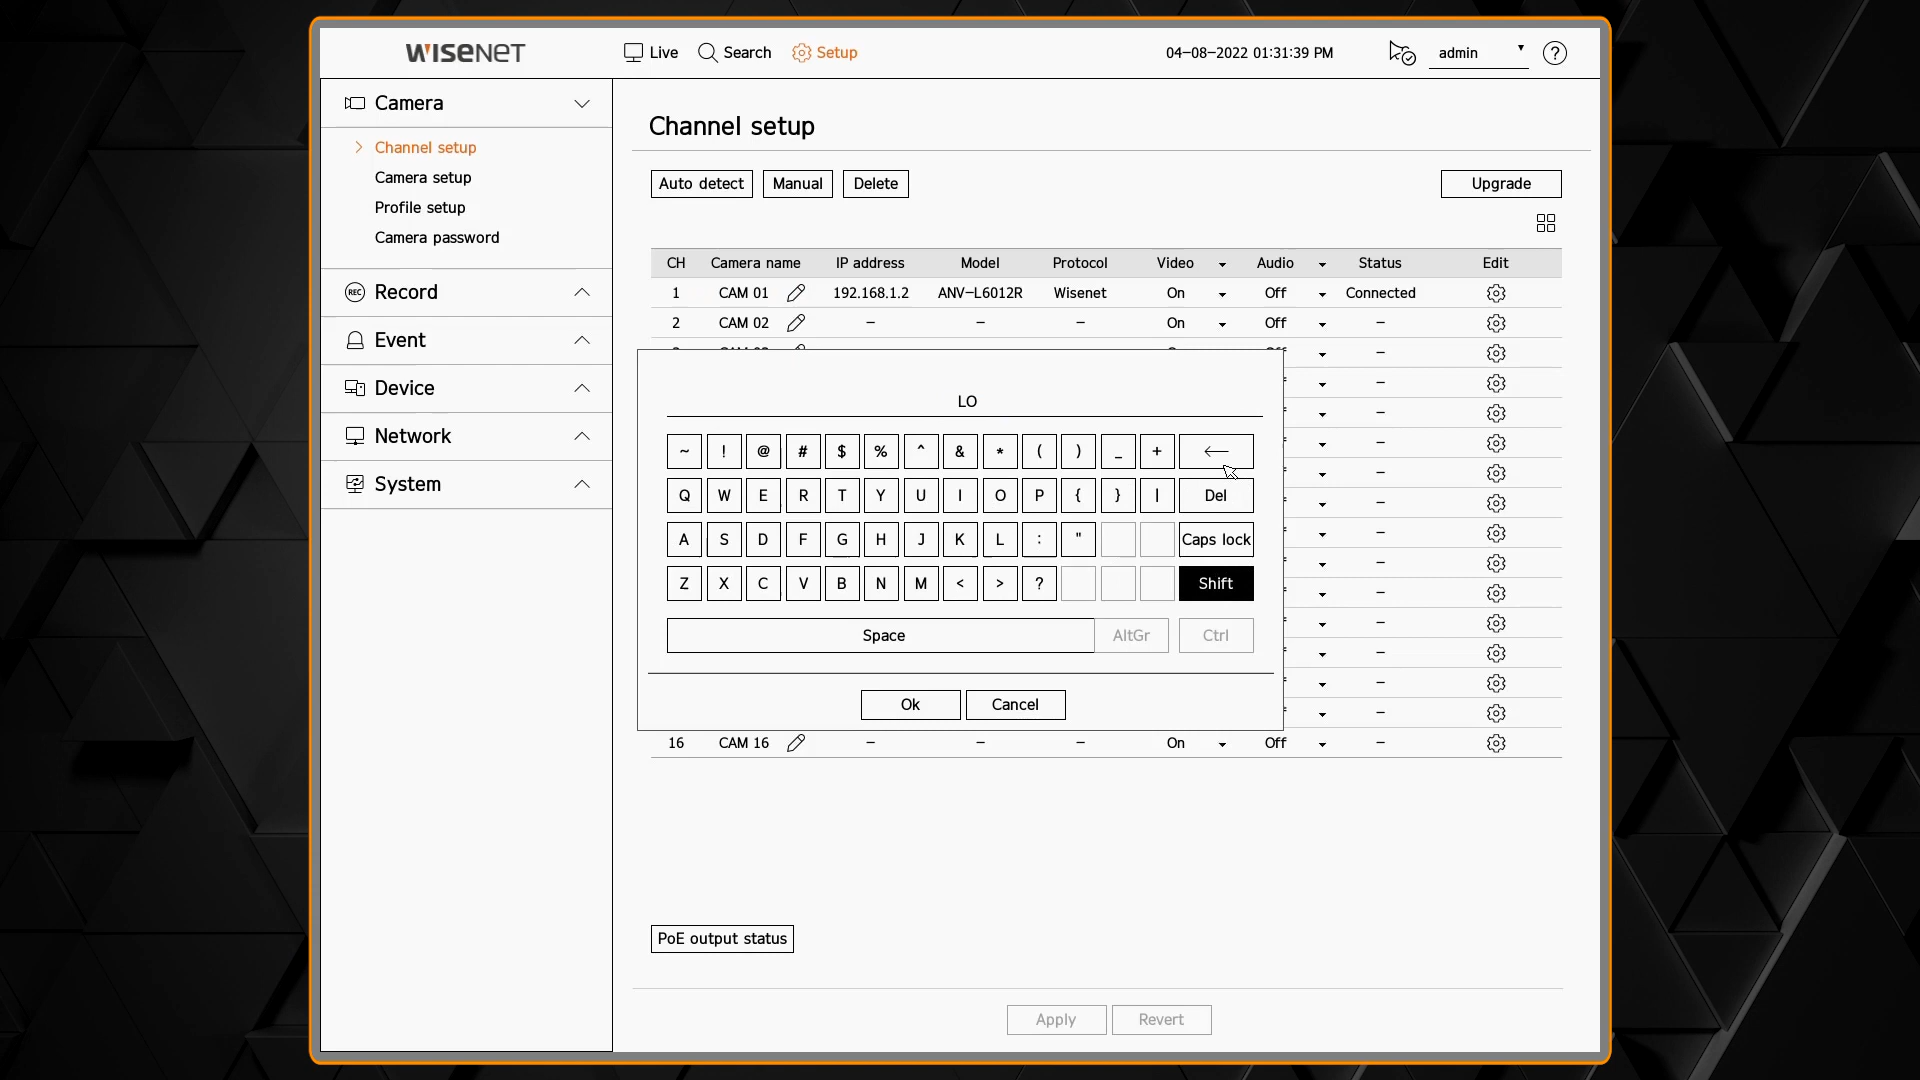 WISENET
Live
Search
Setup
04-08-2022 01:31:39 PM
admin
?
Camera
Channel setup
Camera setup
Profile setup
Camera password
REC Record
Event
Device
Network
System
Channel setup
Auto detect Manual Delete
Upgrade
CH Camera name IP address Model Protocol Video Audio Status Edit
1 CAM 01 192.168.1.2 ANV-L6012R Wisenet On Off Connected
2 CAM 02 - - - On Off -
LO
~ ! @ # $ % ^ & * ( ) _ + ←
Q W E R T Y U I O P { } | Del
A S D F G H J K L : " Caps lock
Z X C V B N M < > ? Shift
Space AltGr Ctrl
Ok Cancel
16 CAM 16 - - - On Off -
PoE output status
Apply Revert